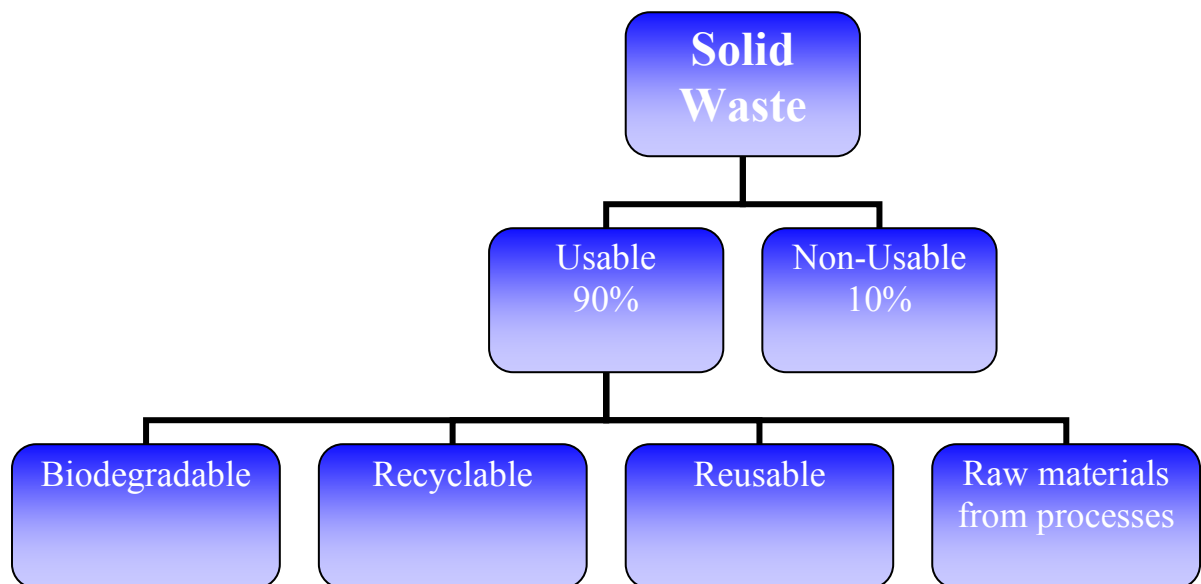 Solid
Waste
Usable
90%
Non-Usable
10%
Biodegradable
Recyclable
Reusable
Raw materials
from processes